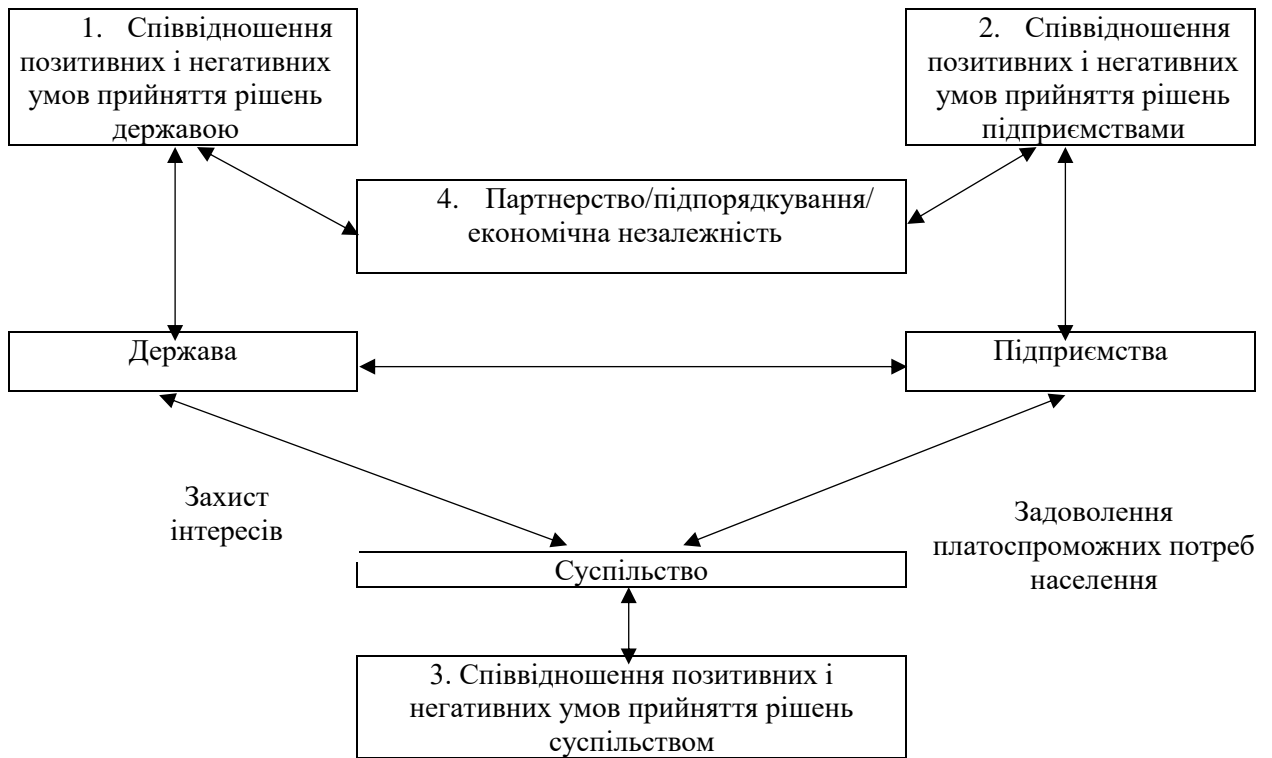 1. Співвідношення
позитивних і негативних
умов прийняття рішень
державою
2. Співвідношення
позитивних і негативних
умов прийняття рішень
підприємствами
4. Партнерство/підпорядкування/
економічна незалежність
Держава
Підприємства
Захист
інтересів
Задоволення
платоспроможних потреб
населення
Суспільство
3. Співвідношення позитивних і
негативних умов прийняття рішень
суспільством